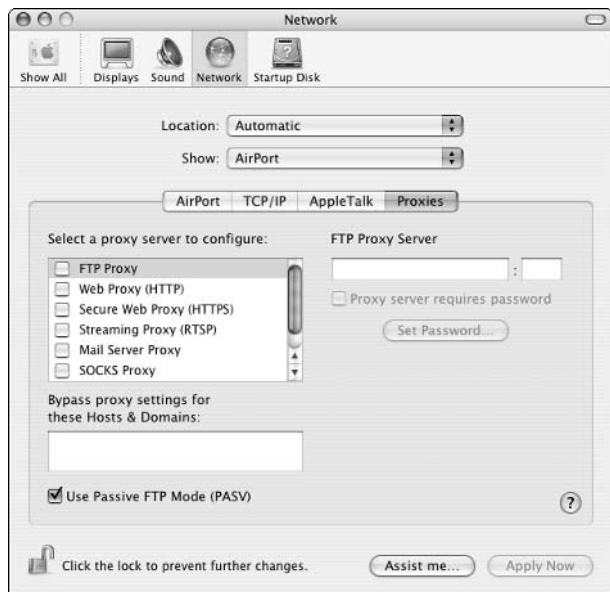 Network
Show All Displays Sound Network Startup Disk
Location: Automatic
Show: AirPort
AirPort TCP/IP AppleTalk Proxies
Select a proxy server to configure:
FTP Proxy
Web Proxy (HTTP)
Secure Web Proxy (HTTPS)
Streaming Proxy (RTSP)
Mail Server Proxy
SOCKS Proxy
Bypass proxy settings for
these Hosts & Domains:
Use Passive FTP Mode (PASV)
FTP Proxy Server
:
Proxy server requires password
Set Password...
?
Click the lock to prevent further changes.
Assist me... Apply Now